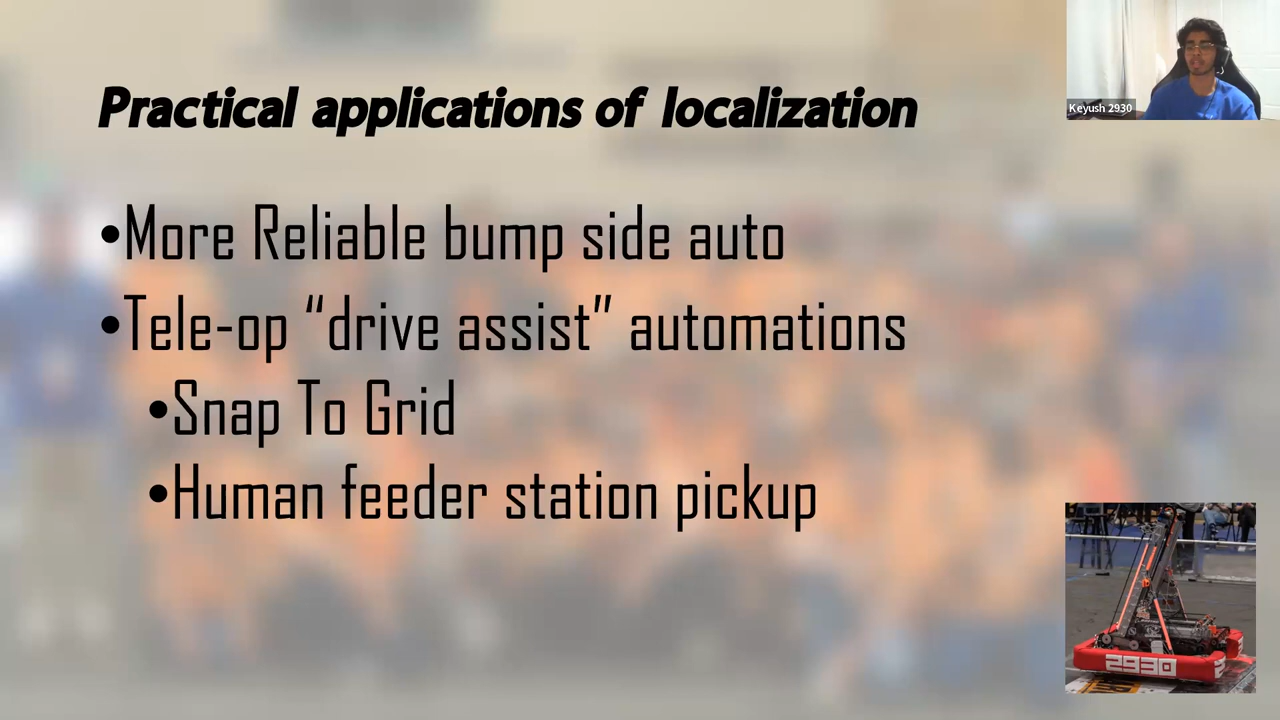 Practical applications of localization
Keyush 2930
•More Reliable bump side auto
•Tele-op “drive assist” automations
•Snap To Grid
•Human feeder station pickup
2930